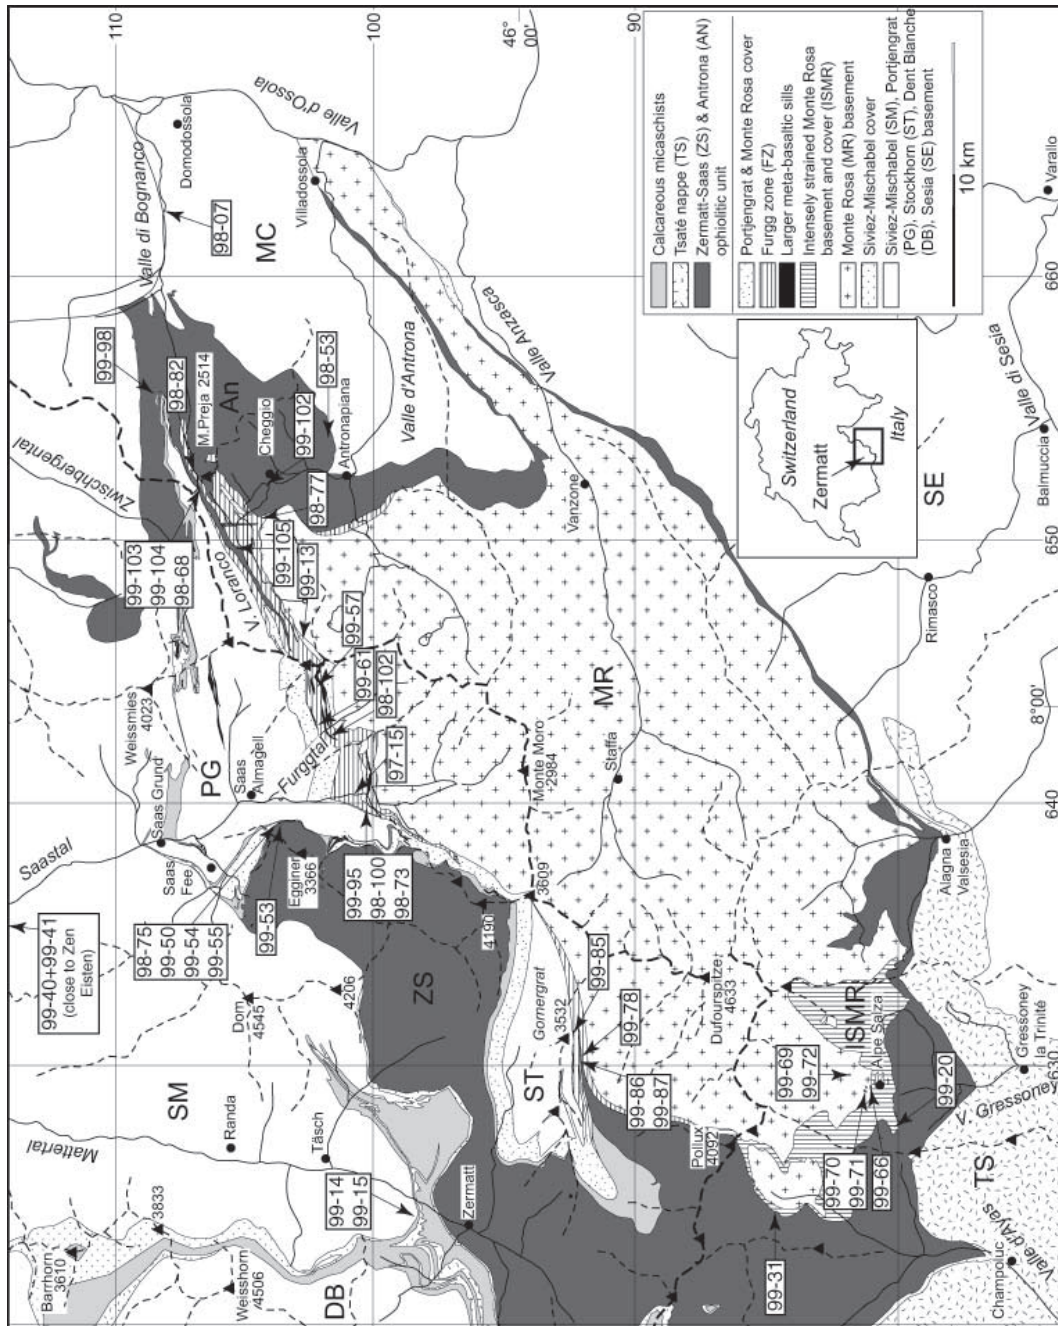 110
100
46°
00'
90
Valle d'Ossola
Domodossola
Valle di Bognanco
98-07
MC
Villadossola
Calcareous micaschists
Tsaté nappe (TS)
Zermatt-Saas (ZS) & Antrona (AN)
ophiolitic unit
Portjengrat & Monte Rosa cover
Furgg zone (FZ)
Larger meta-basaltic sills
Intensely strained Monte Rosa
basement and cover (ISMR)
Monte Rosa (MR) basement
Siviez-Mischabel cover
Siviez-Mischabel (SM), Portjengrat
(PG), Stockhorn (ST), Dent Blanche
(DB), Sesia (SE) basement
10 km
Varallo
660
Valle Anzasca
Valle d'Antrona
99-98
98-82
M.Preja 2514
An
98-53
Cheggio
99-102
Antronapiana
98-77
Zwischbergental
99-103
99-104
98-68
V. Loranco
99-105
99-13
Vanzone
Switzerland
Zermatt
Italy
SE
Valle di Sesia
Balmuccia
650
Rimasco
99-57
99-61
98-102
97-15
Weissmies
4023
PG
Saas
Almagell
Furggtal
MR
Monte Moro
2984
Staffa
8°00'
640
Saastal
Saas Grund
Saas
Fee
Egginer
3366
99-95
98-100
98-73
3609
Alagna
Valsesia
99-40+99-41
(close to Zen
Eisten)
98-75
99-50
99-54
99-55
99-53
4190
ZS
Dom
4545
4206
Gornergrat
3532
99-85
99-78
Dufourspitze
4633
ISMR
Alpe Salza
99-69
99-72
99-20
Gressoney
la Trinité
630
V. Gressoney
SM
Randa
Täsch
Mattertal
ST
99-86
99-87
Pollux
4092
99-70
99-71
99-66
TS
99-14
99-15
Zermatt
99-31
3833
Barrhorn
3610
Weisshorn
4506
DB
Valle d'Ayas
Champoluc